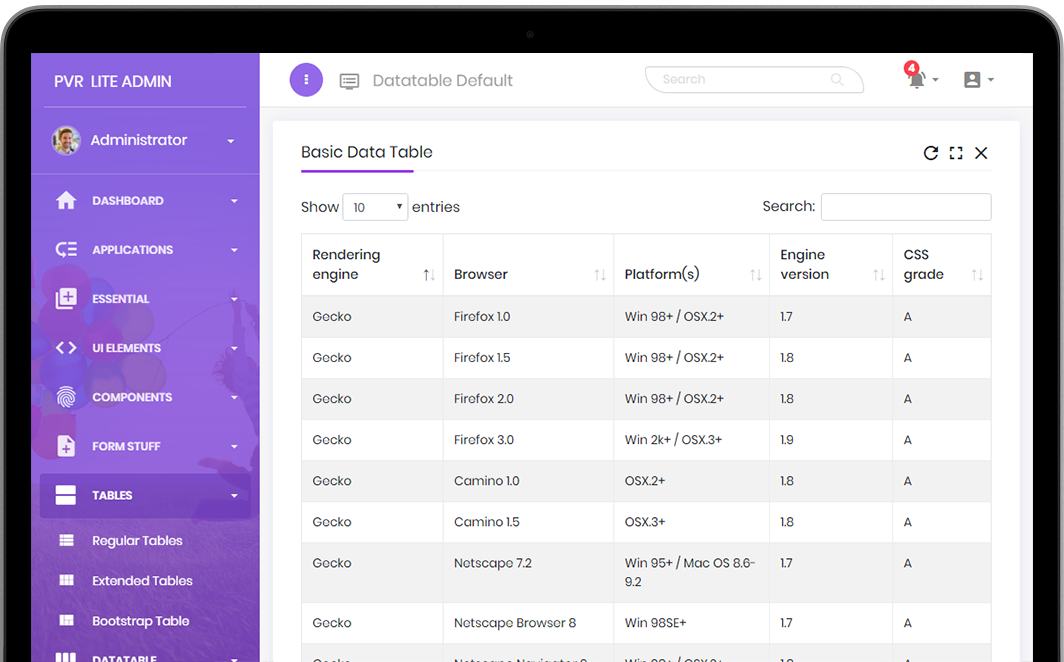 PVR LITE ADMIN
Datatable Default
Search
4
Administrator
DASHBOARD
APPLICATIONS
ESSENTIAL
UI ELEMENTS
COMPONENTS
FORM STUFF
TABLES
Regular Tables
Extended Tables
Bootstrap Table
DATATABLE
Basic Data Table
Show 10 entries
Search:
Rendering engine Browser Platform(s) Engine version CSS grade
Gecko Firefox 1.0 Win 98+ / OSX.2+ 1.7 A
Gecko Firefox 1.5 Win 98+ / OSX.2+ 1.8 A
Gecko Firefox 2.0 Win 98+ / OSX.2+ 1.8 A
Gecko Firefox 3.0 Win 2k+ / OSX.3+ 1.9 A
Gecko Camino 1.0 OSX.2+ 1.8 A
Gecko Camino 1.5 OSX.3+ 1.8 A
Gecko Netscape 7.2 Win 95+ / Mac OS 8.6-9.2 1.7 A
Gecko Netscape Browser 8 Win 98SE+ 1.7 A